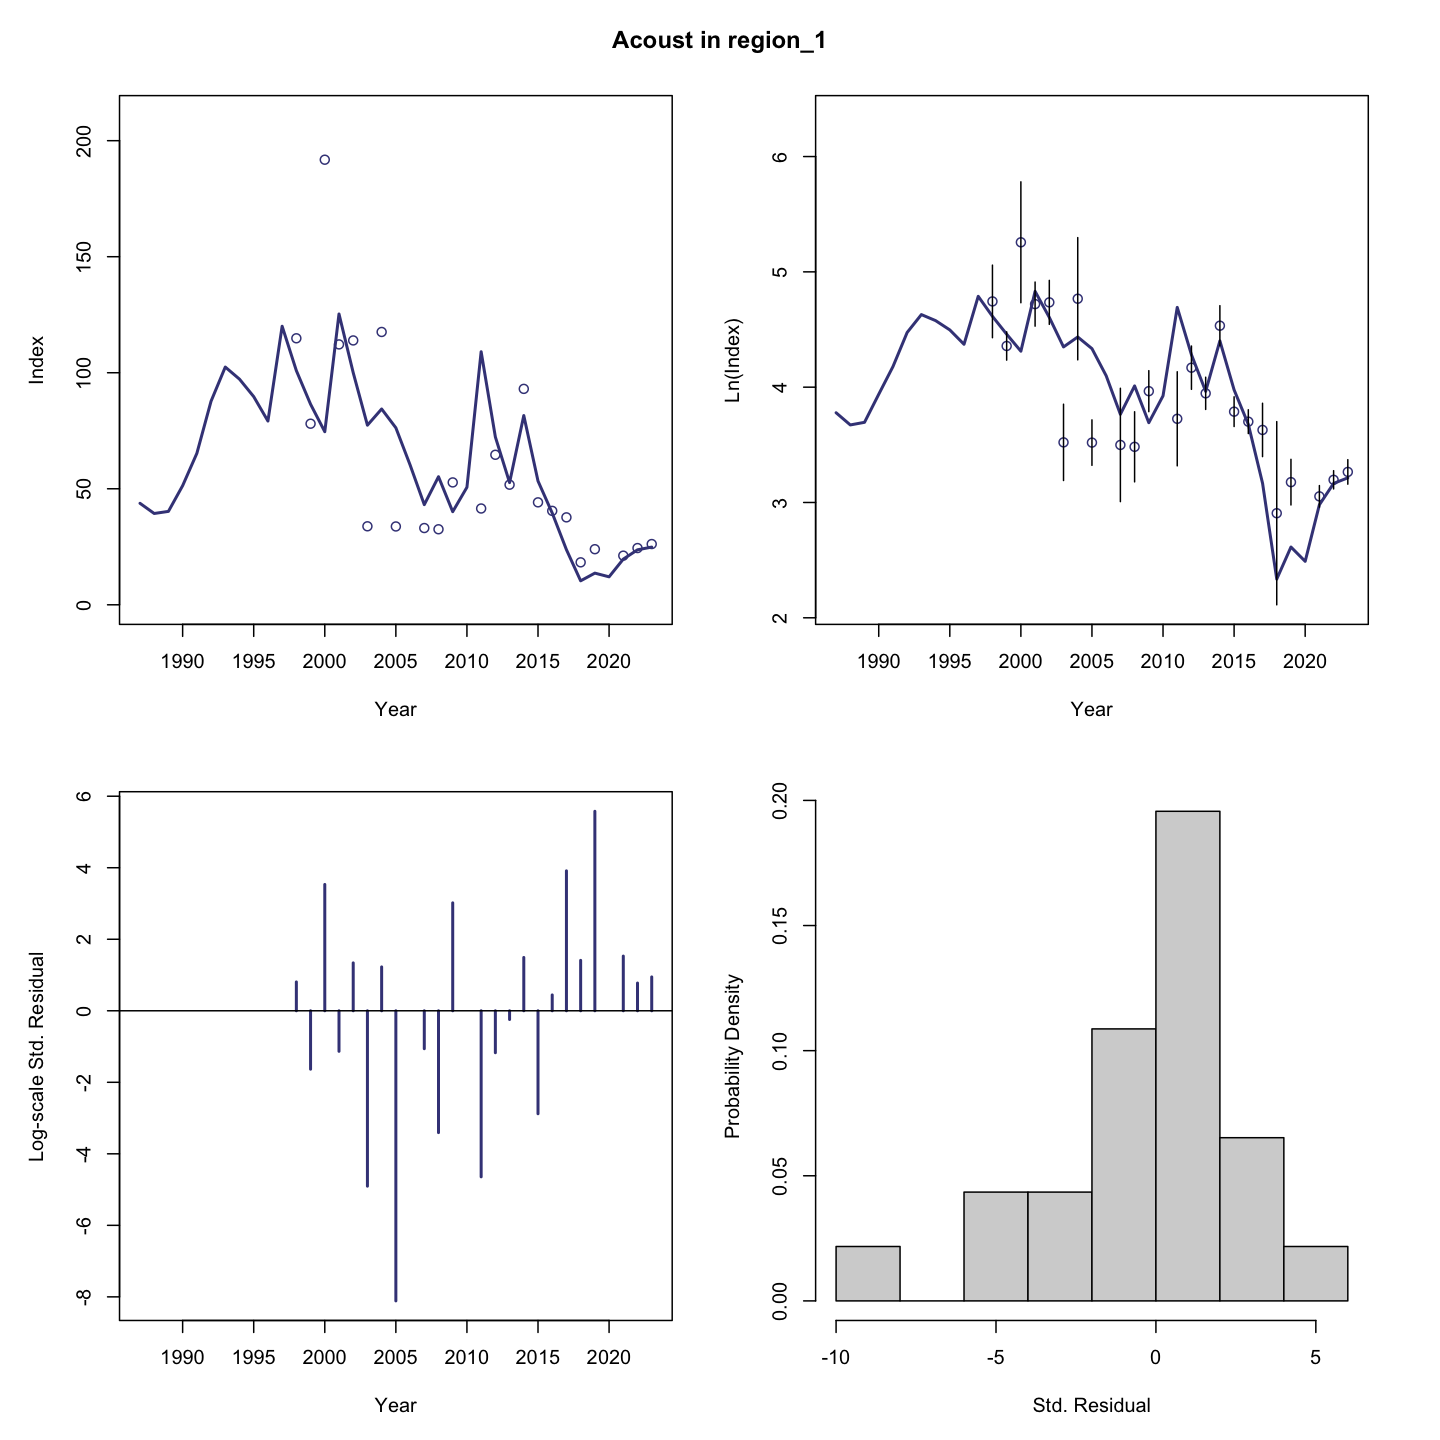 Acoust in region_1
Index
200
150
100
50
0
1990 1995 2000 2005 2010 2015 2020
Year
Ln(Index)
6
5
4
3
2
1990 1995 2000 2005 2010 2015 2020
Year
Log-scale Std. Residual
6
4
2
0
-2
-4
-6
-8
1990 1995 2000 2005 2010 2015 2020
Year
Probability Density
0.20
0.15
0.10
0.05
0.00
-10 -5 0 5
Std. Residual